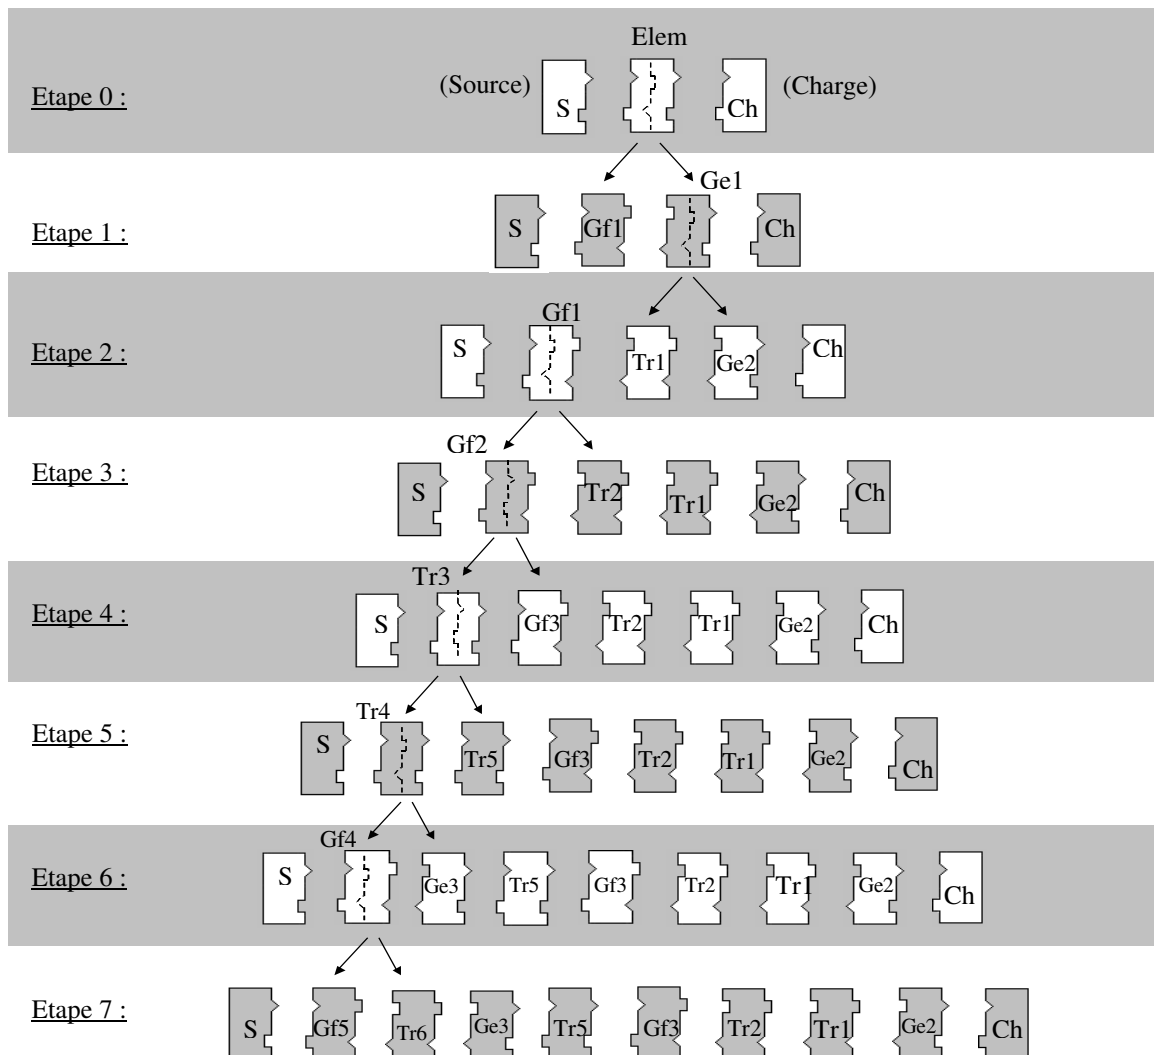 Elem
Etape 0 : (Source) S Ch (Charge)
Ge1
Etape 1 : S Gf1 Ch
Gf1
Etape 2 : S Tr1 Ge2 Ch
Gf2
Etape 3 : S Tr2 Tr1 Ge2 Ch
Tr3
Etape 4 : S Gf3 Tr2 Tr1 Ge2 Ch
Tr4
Etape 5 : S Tr5 Gf3 Tr2 Tr1 Ge2 Ch
Gf4
Etape 6 : S Ge3 Tr5 Gf3 Tr2 Tr1 Ge2 Ch
Etape 7 : S Gf5 Tr6 Ge3 Tr5 Gf3 Tr2 Tr1 Ge2 Ch